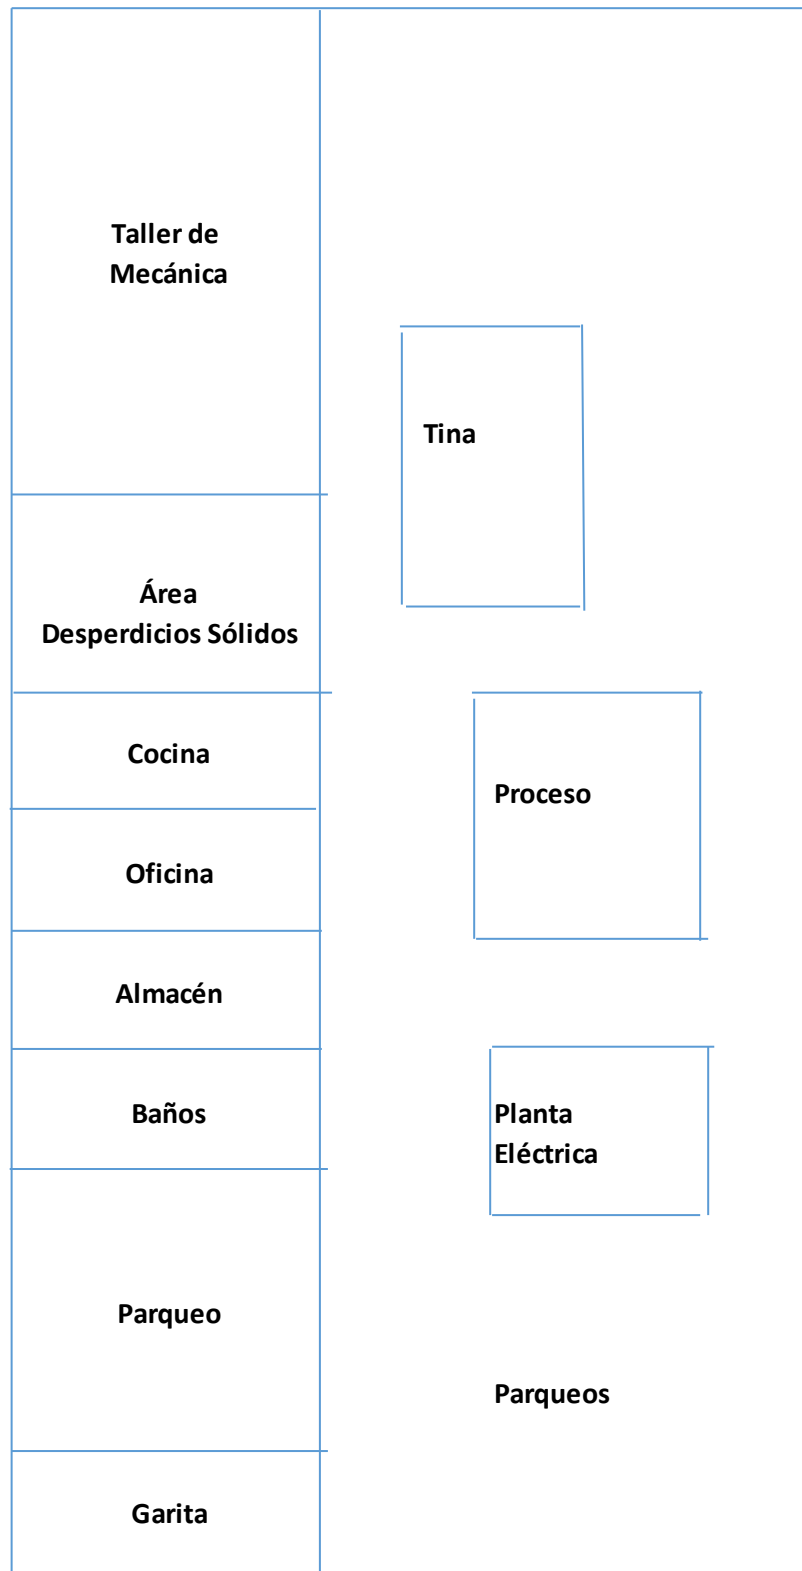 Taller de
Mecánica
Tina
Área
Desperdicios Sólidos
Cocina
Proceso
Oficina
Almacén
Baños
Planta
Eléctrica
Parqueo
Parqueos
Garita